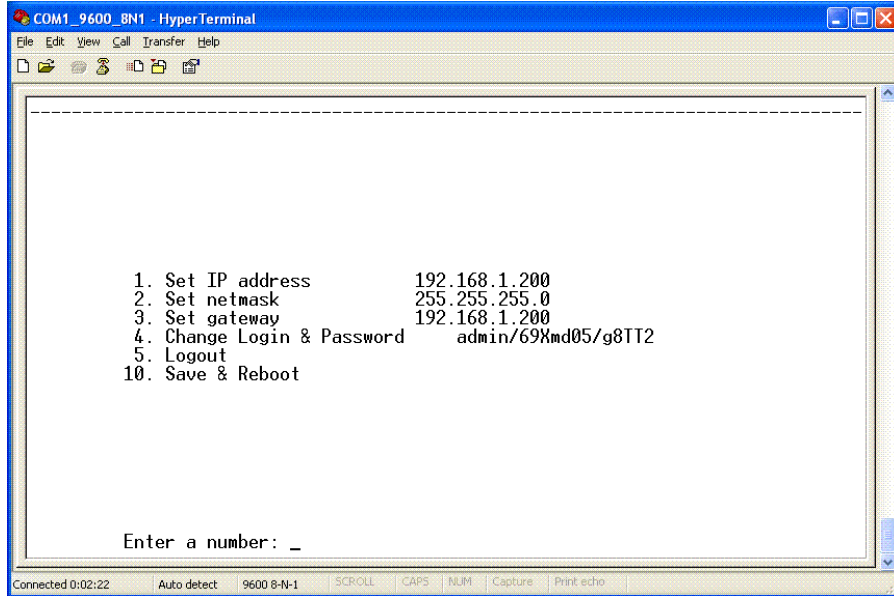 COM1_9600_8N1 - HyperTerminal
File Edit View Call Transfer Help
--------------------------------------------------------------------------------
1. Set IP address 192.168.1.200
2. Set netmask 255.255.255.0
3. Set gateway 192.168.1.200
4. Change Login & Password admin/69Xmd05/g8TT2
5. Logout
10. Save & Reboot
Enter a number: _
Connected 0:02:22 Auto detect 9600 8-N-1 SCROLL CAPS NUM Capture Print echo